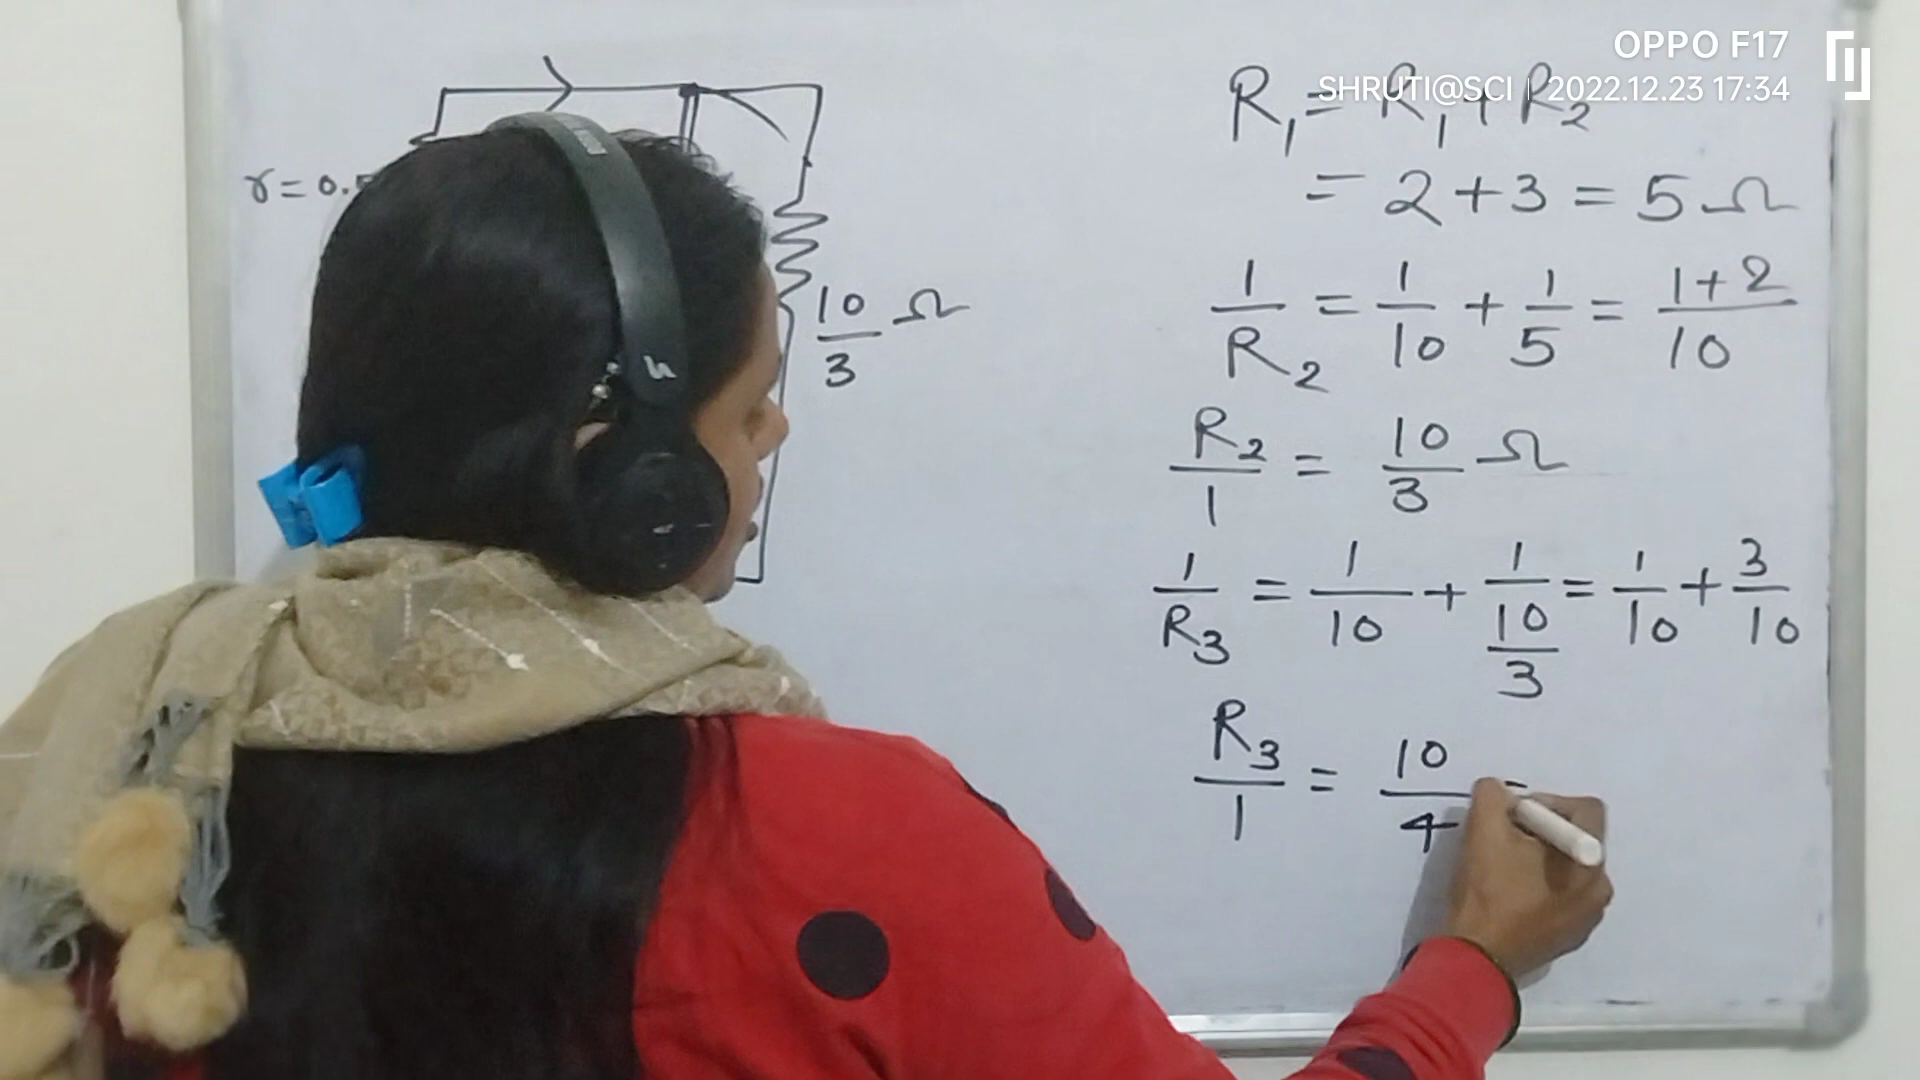 OPPO F17
SHRUTI@SCI | 2022.12.23 17:34
r = 0.5
10/3 Ω
R₁ = R₁ + R₂
= 2 + 3 = 5 Ω
1/R₂ = 1/10 + 1/5 = 1+2/10
R₂/1 = 10/3 Ω
1/R₃ = 1/10 + 1/10/3 = 1/10 + 3/10
R₃/1 = 10/4 =